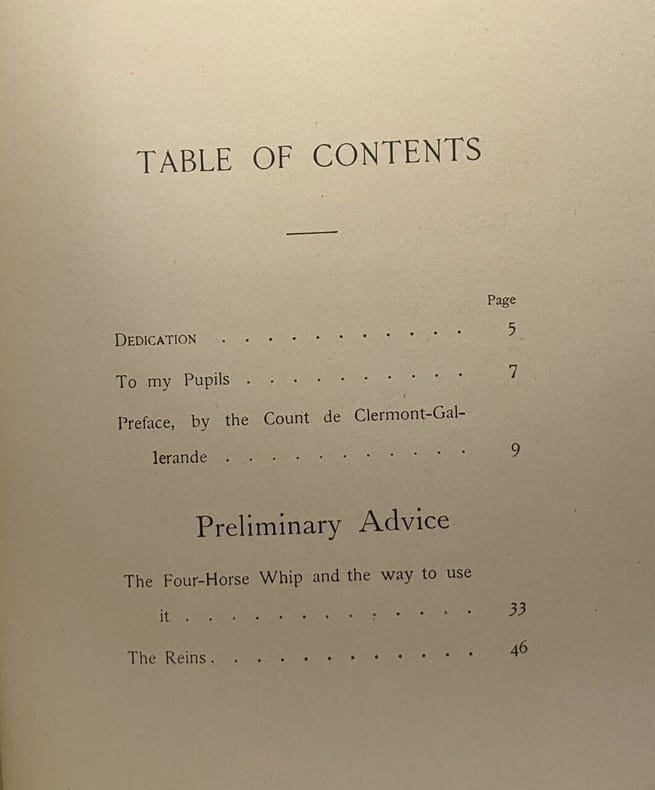 TABLE OF CONTENTS
Page
DEDICATION . . . . . . . . . . . 5
To my Pupils . . . . . . . . . . 7
Preface, by the Count de Clermont-Gal-
lerande . . . . . . . . . . . 9
Preliminary Advice
The Four-Horse Whip and the way to use
it . . . . . . . . . . . . . 33
The Reins . . . . . . . . . . . . 46